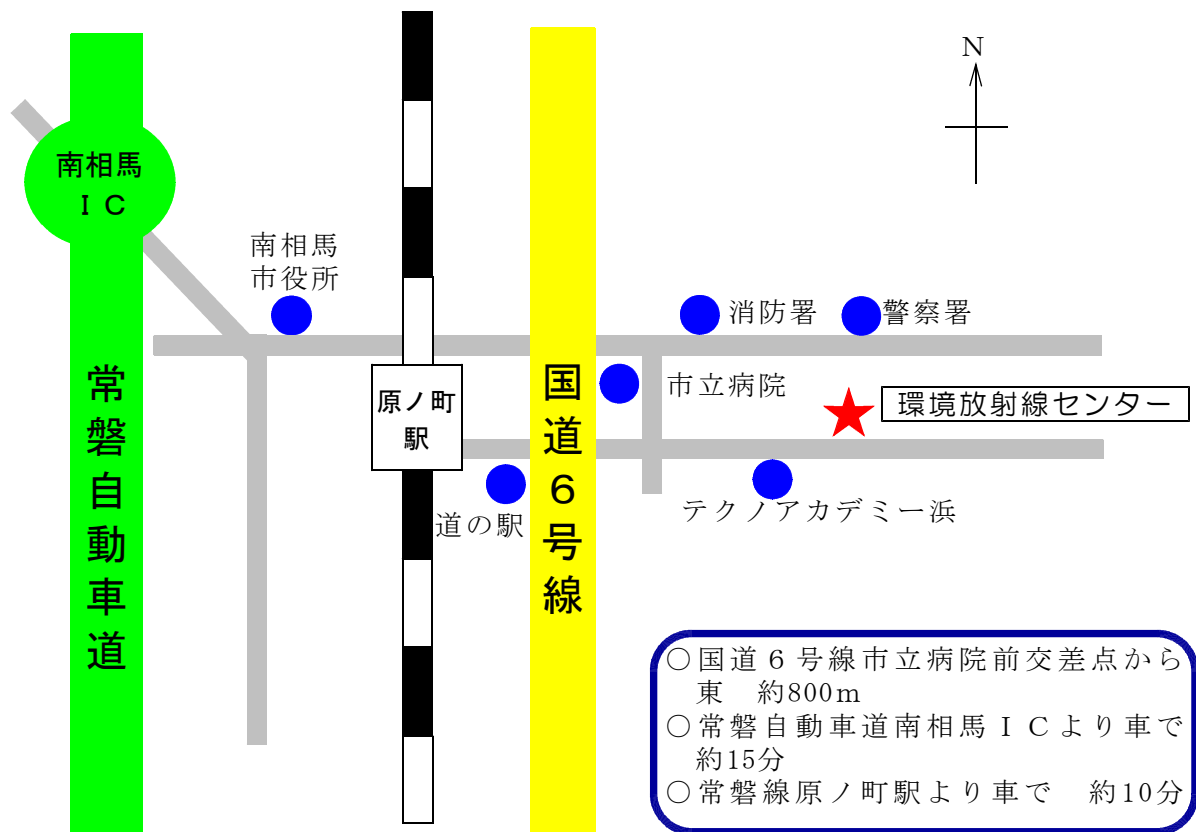 N
南相馬
ＩＣ
南相馬
市役所
消防署
警察署
常磐自動車道
原ノ町
駅
国道６号線
市立病院
環境放射線センター
道の駅
テクノアカデミー浜
○国道６号線市立病院前交差点から
東　約800ｍ
○常磐自動車道南相馬ＩＣより車で
約15分
○常磐線原ノ町駅より車で　約10分